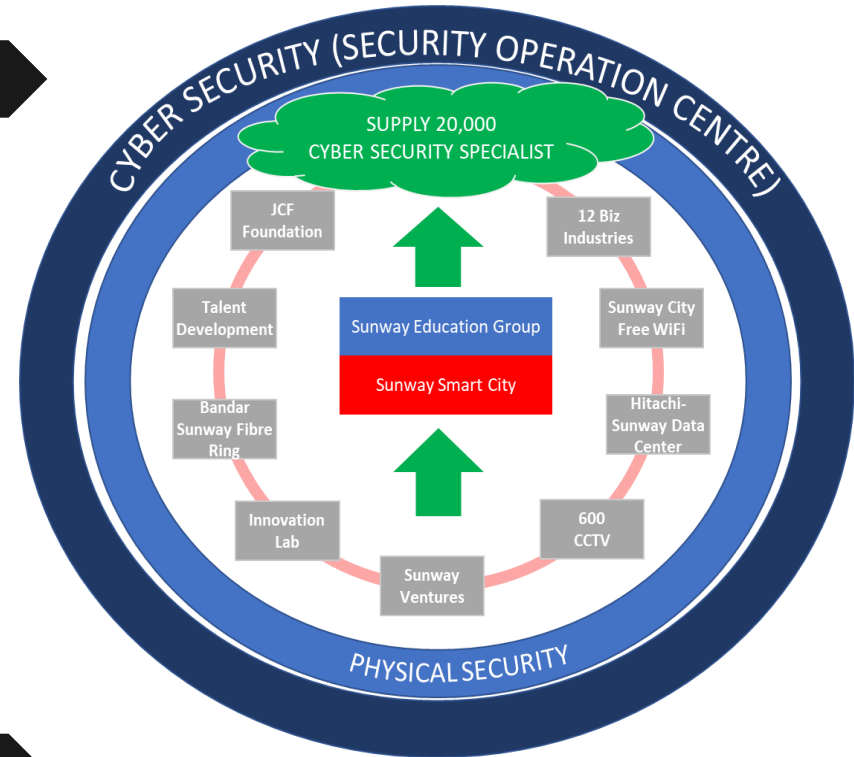 CYBER SECURITY (SECURITY OPERATION CENTRE)
SUPPLY 20,000
CYBER SECURITY SPECIALIST
JCF
Foundation
12 Biz
Industries
Talent
Development
Sunway City
Free WiFi
Sunway Education Group
Sunway Smart City
Bandar
Sunway Fibre
Ring
Hitachi-
Sunway Data
Center
Innovation
Lab
600
CCTV
Sunway
Ventures
PHYSICAL SECURITY